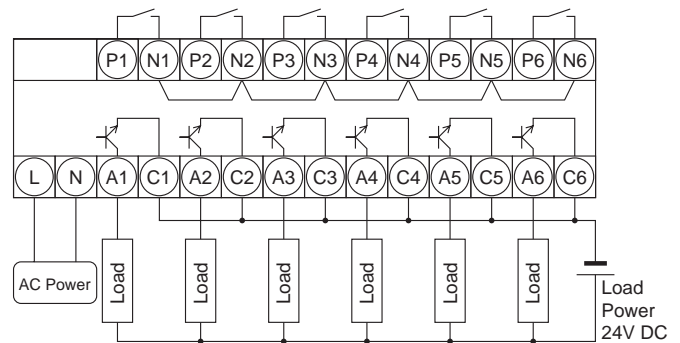 P1 N1 P2 N2 P3 N3 P4 N4 P5 N5 P6 N6
L N A1 C1 A2 C2 A3 C3 A4 C4 A5 C5 A6 C6
AC Power
Load
Load
Load
Load
Load
Load
Load
Power
24V DC